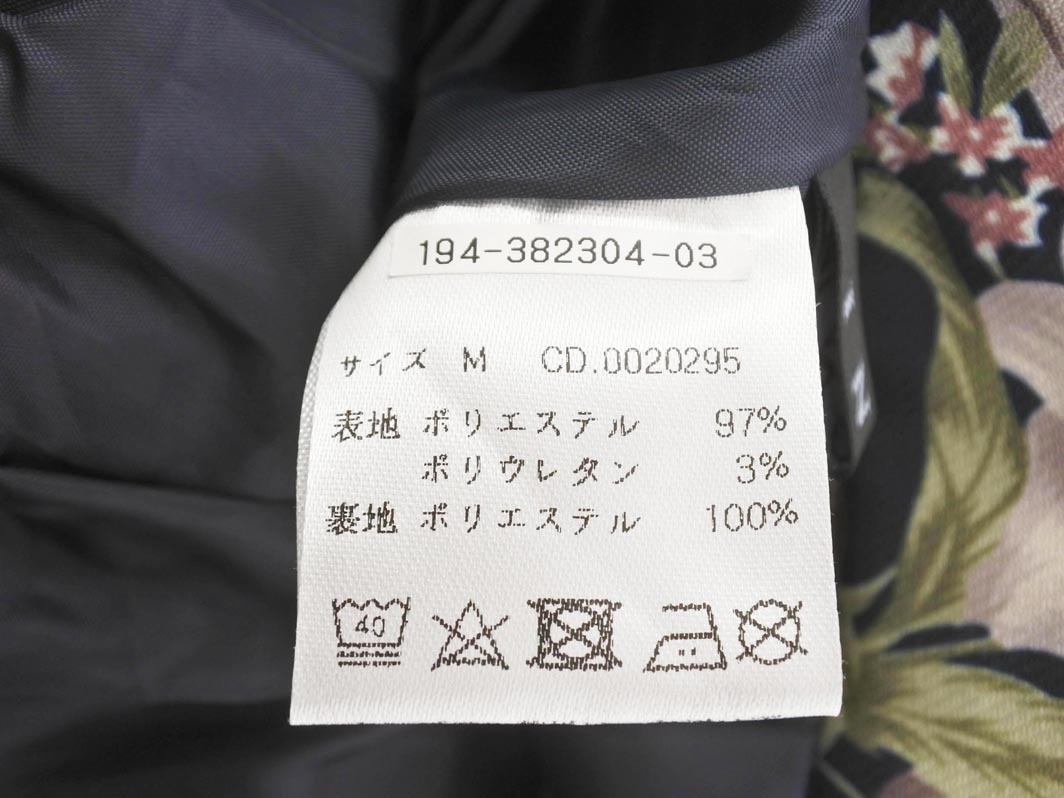 194-382304-03
サイズ M CD.0020295
表地 ポリエステル 97%
ポリウレタン 3%
裏地 ポリエステル 100%
40